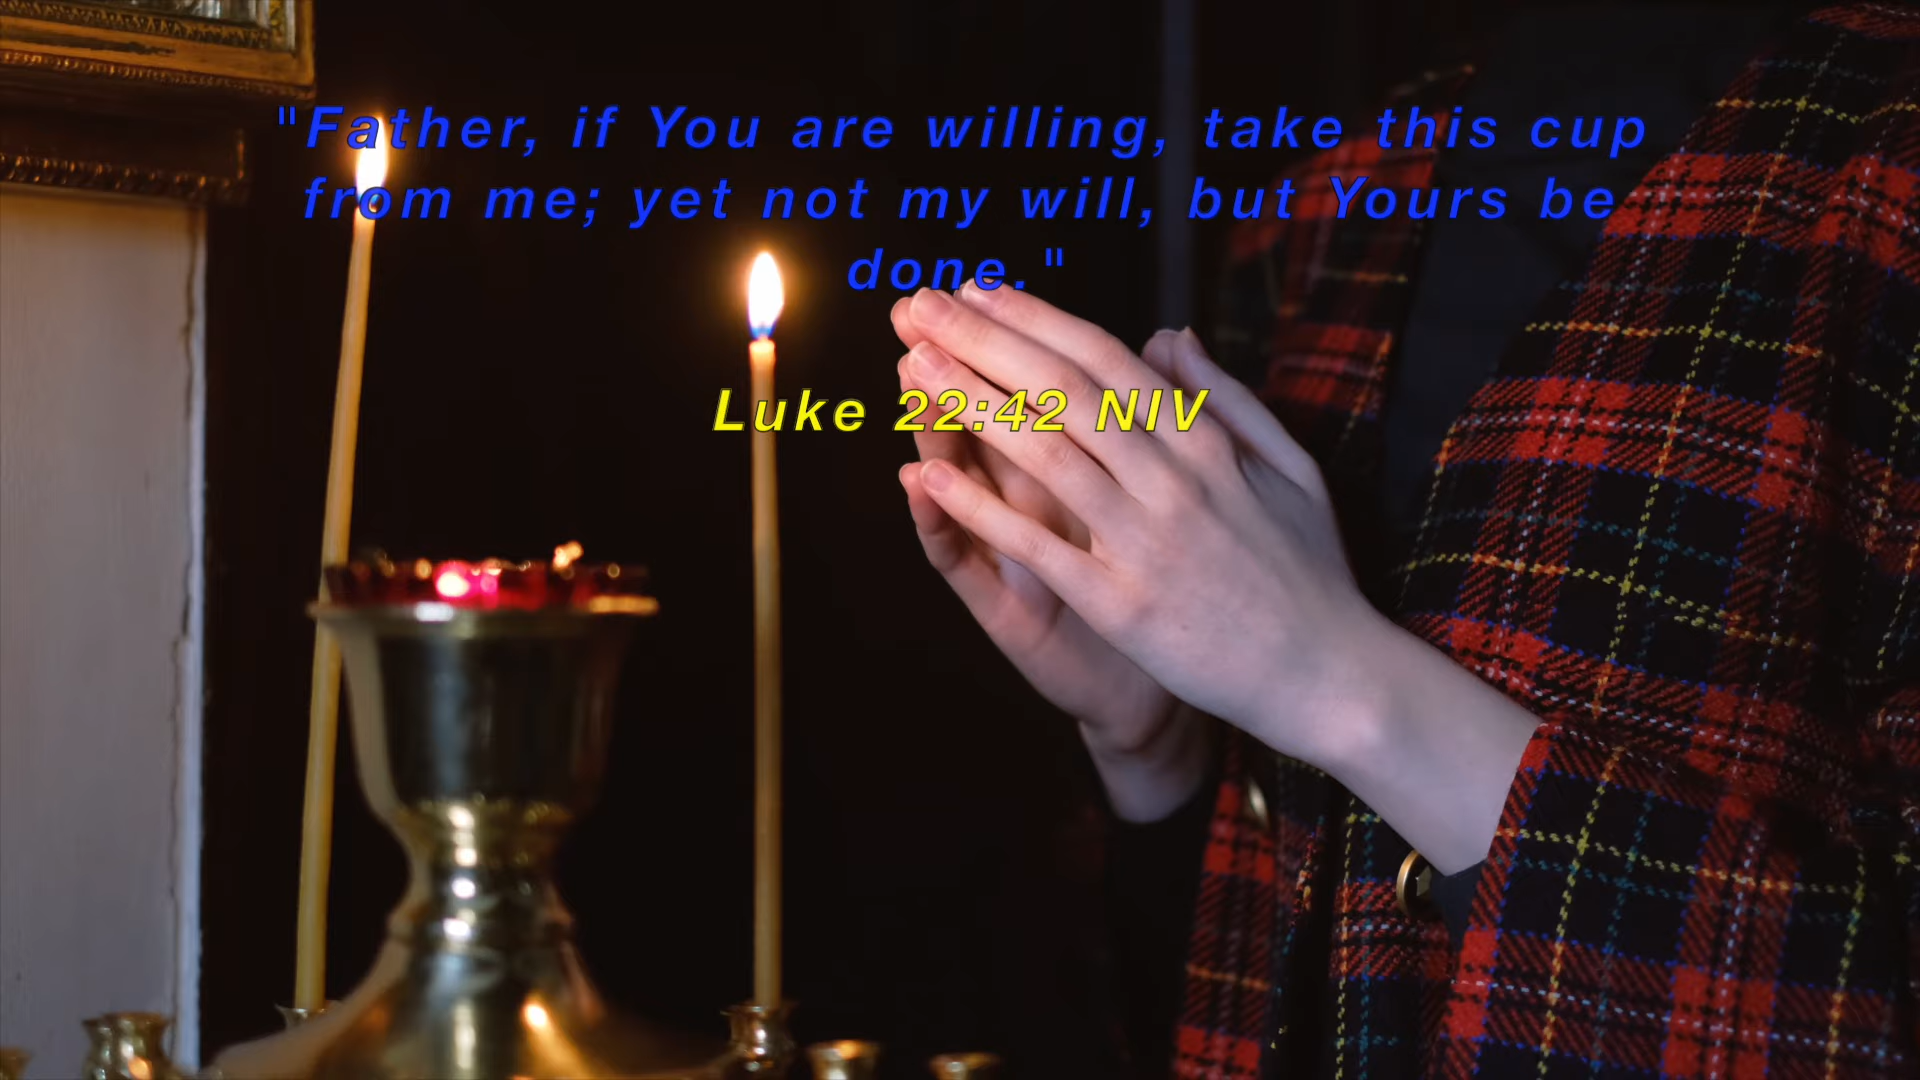 "Father, if You are willing, take this cup
from me; yet not my will, but Yours be
done."
Luke 22:42 NIV